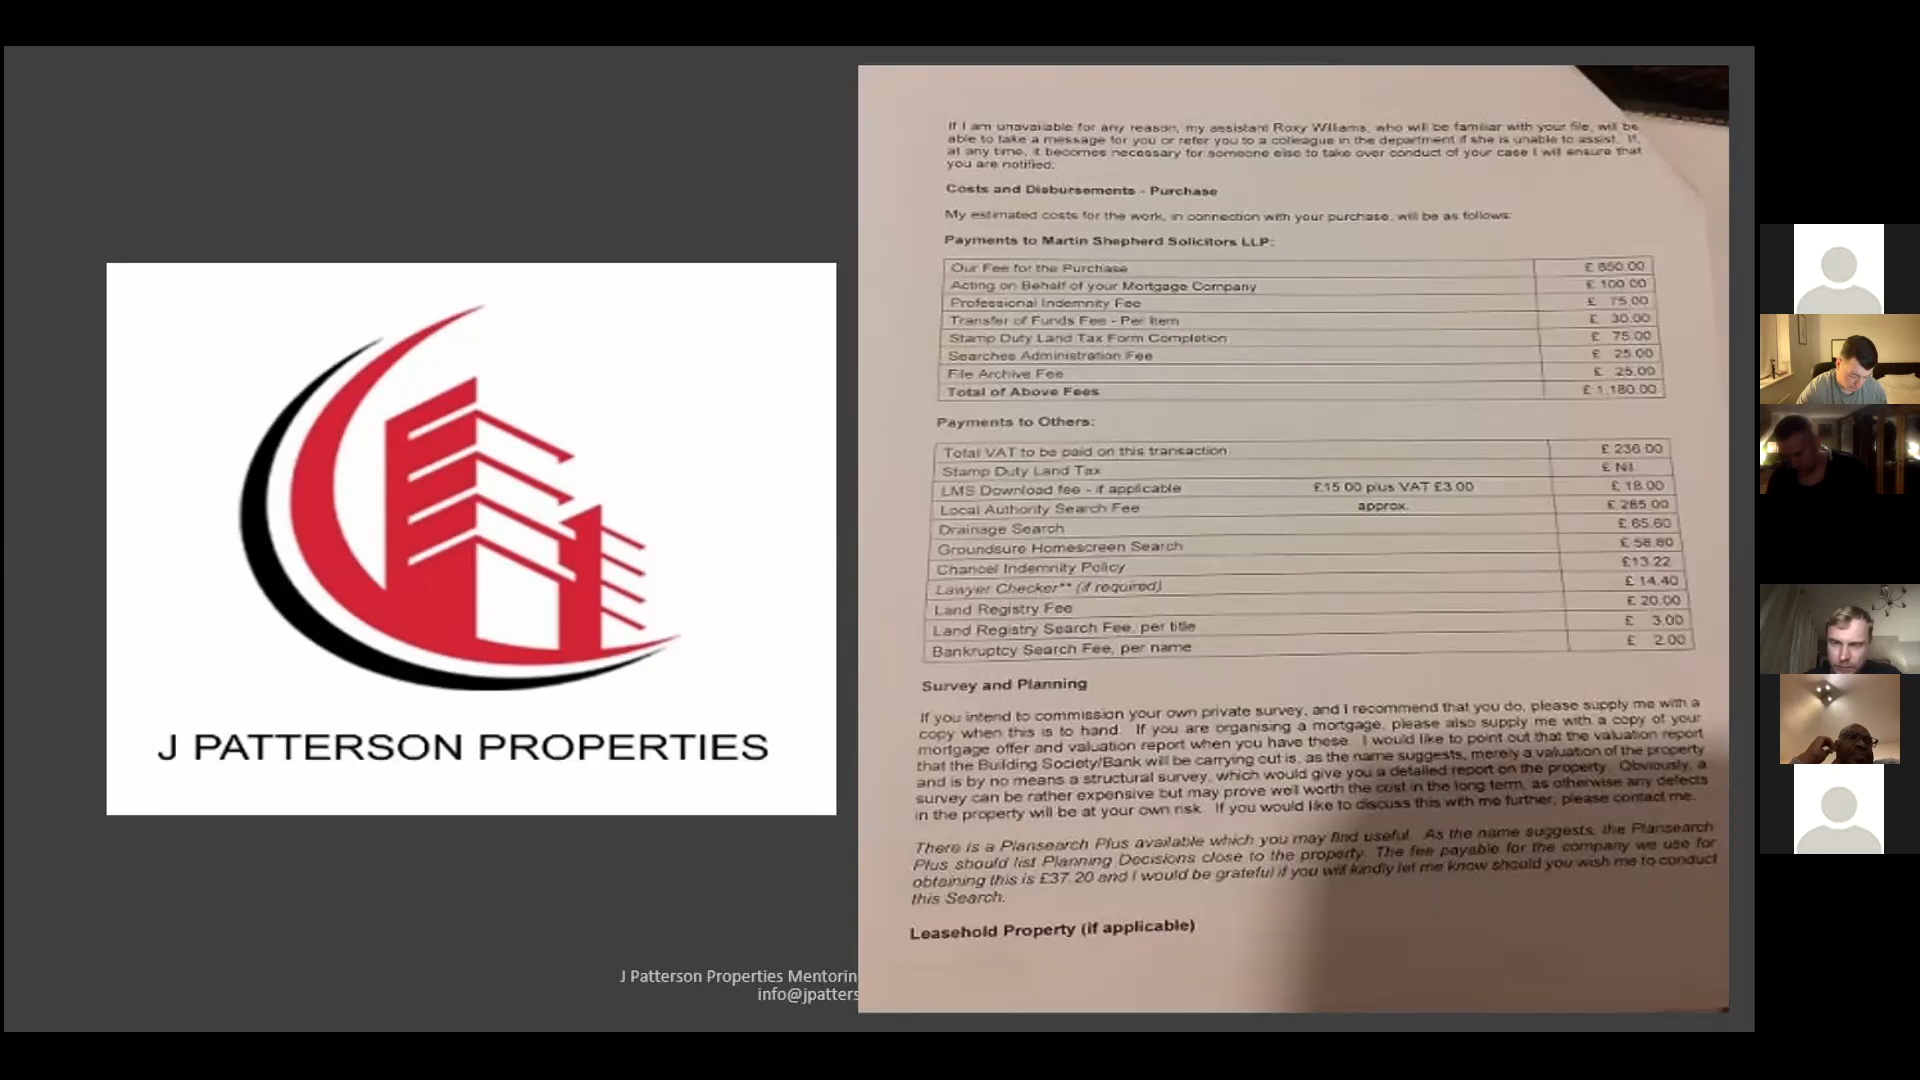 If I am unavailable for any reason, my assistant Roxy Williams, who will be familiar with your file, will be
able to take a message for you or refer you to a colleague in the department if she is unable to assist. If,
at any time, it becomes necessary for someone else to take over conduct of your case I will ensure that
you are notified.
Costs and Disbursements - Purchase
My estimated costs for the work, in connection with your purchase, will be as follows:
Payments to Martin Shepherd Solicitors LLP:
Our Fee for the Purchase £ 850.00
Acting on Behalf of your Mortgage Company £ 100.00
Professional Indemnity Fee £ 75.00
Transfer of Funds Fee - Per Item £ 30.00
Stamp Duty Land Tax Form Completion £ 75.00
Searches Administration Fee £ 25.00
File Archive Fee £ 25.00
Total of Above Fees £ 1,180.00
Payments to Others:
Total VAT to be paid on this transaction £ 236.00
Stamp Duty Land Tax £ Nil
LMS Download fee - if applicable £15.00 plus VAT £3.00 £ 18.00
Local Authority Search Fee approx. £ 285.00
Drainage Search £ 65.60
Groundsure Homescreen Search £ 58.80
Chancel Indemnity Policy £13.22
Lawyer Checker** (if required) £ 14.40
Land Registry Fee £ 20.00
Land Registry Search Fee, per title £ 3.00
Bankruptcy Search Fee, per name £ 2.00
Survey and Planning
If you intend to commission your own private survey, and I recommend that you do, please supply me with a
copy when this is to hand. If you are organising a mortgage, please also supply me with a copy of your
mortgage offer and valuation report when you have these. I would like to point out that the valuation report
that the Building Society/Bank will be carrying out is, as the name suggests, merely a valuation of the property
and is by no means a structural survey, which would give you a detailed report on the property. Obviously, a
survey can be rather expensive but may prove well worth the cost in the long term, as otherwise any defects
in the property will be at your own risk. If you would like to discuss this with me further, please contact me.
There is a Plansearch Plus available which you may find useful. As the name suggests, the Plansearch
Plus should list Planning Decisions close to the property. The fee payable for the company we use for
obtaining this is £37.20 and I would be grateful if you will kindly let me know should you wish me to conduct
this Search.
Leasehold Property (if applicable)
J PATTERSON PROPERTIES
J Patterson Properties Mentorin
info@jpatters